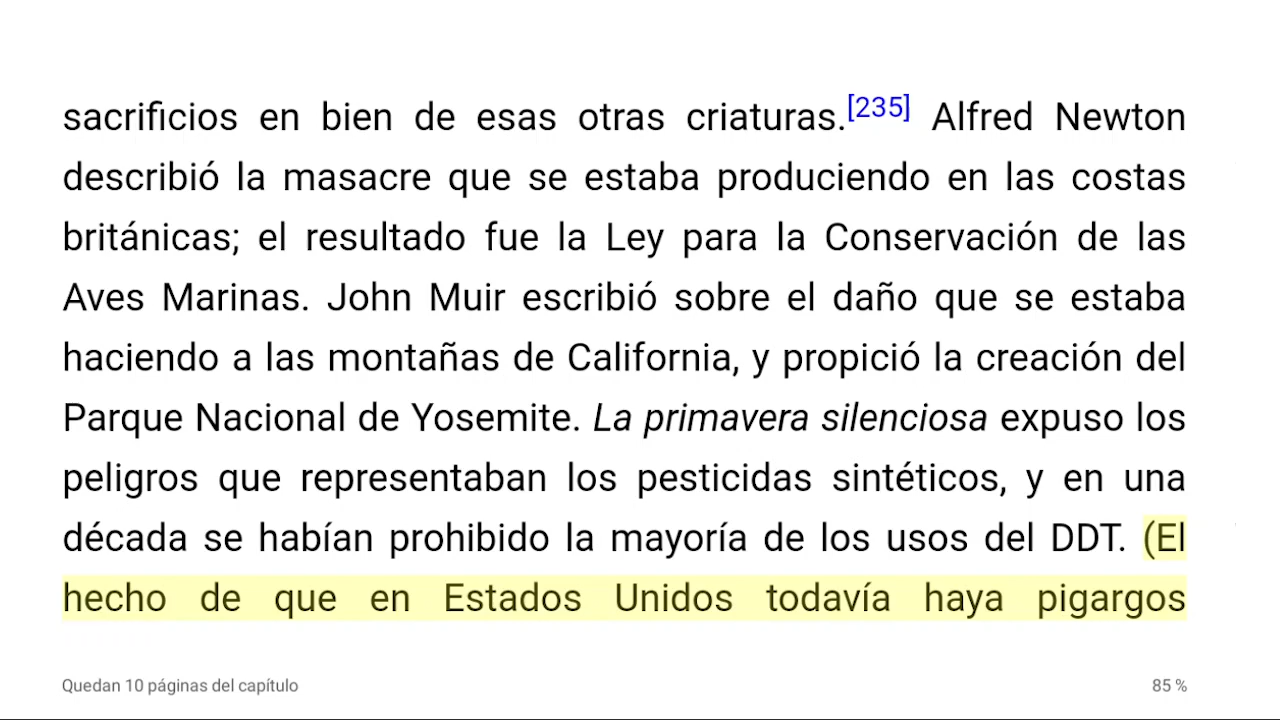 sacrificios en bien de esas otras criaturas.[235] Alfred Newton
describió la masacre que se estaba produciendo en las costas
británicas; el resultado fue la Ley para la Conservación de las
Aves Marinas. John Muir escribió sobre el daño que se estaba
haciendo a las montañas de California, y propició la creación del
Parque Nacional de Yosemite. La primavera silenciosa expuso los
peligros que representaban los pesticidas sintéticos, y en una
década se habían prohibido la mayoría de los usos del DDT. (El
hecho de que en Estados Unidos todavía haya pigargos
Quedan 10 páginas del capítulo 85 %